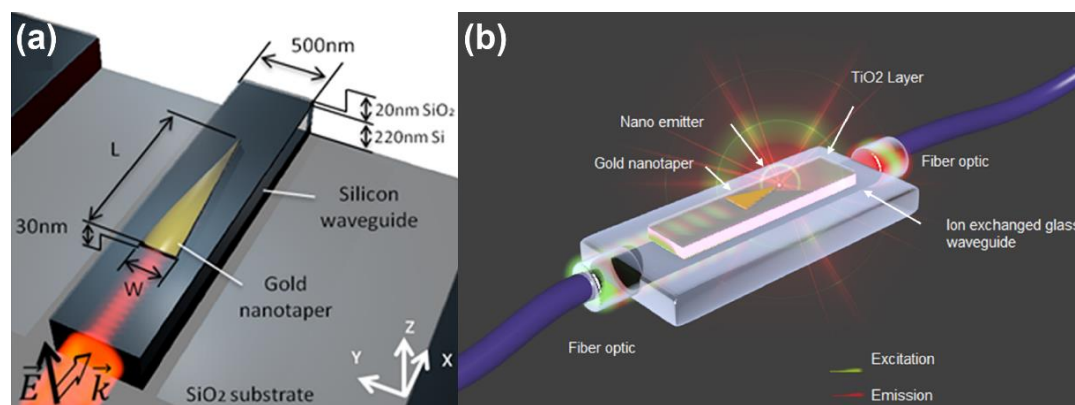 (a)
500nm
20nm SiO₂
220nm Si
L
Silicon
waveguide
30nm
W
Gold
nanotaper
Z
Y
X
E
k
SiO₂ substrate
(b)
TiO2 Layer
Nano emitter
Gold nanotaper
Fiber optic
Ion exchanged glass
waveguide
Fiber optic
Excitation
Emission